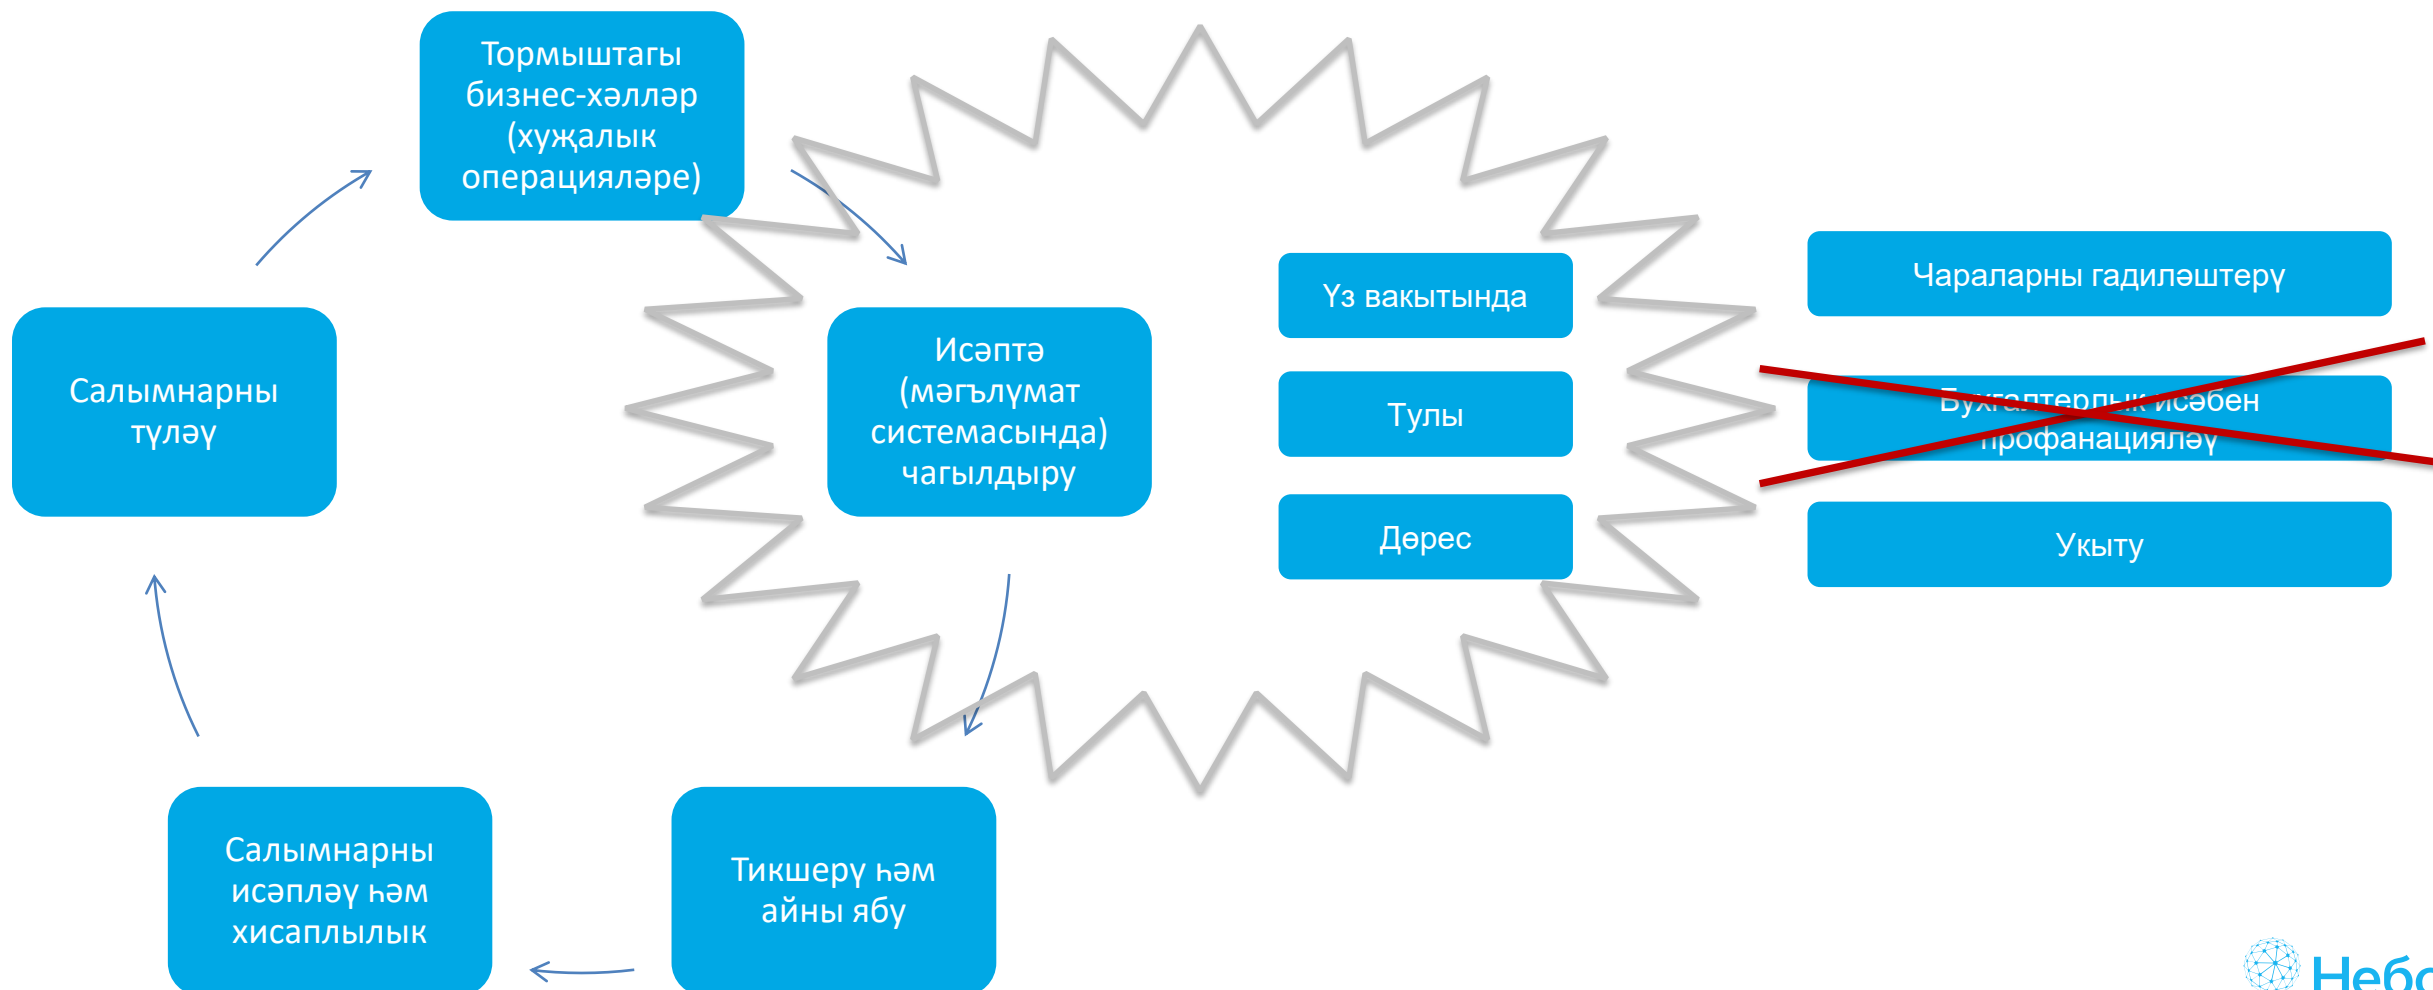 Тормыштагы
бизнес-хәлләр
(хуҗалык
операцияләре)
Исәптә
(мәгълүмат
системасында)
чагылдыру
Тикшерү һәм
айны ябу
Салымнарны
исәпләү һәм
хисаплылык
Салымнарны
түләү
Үз вакытында
Тулы
Дөрес
Чараларны гадиләштерү
Бухгалтерлык исәбен
профанацияләү
Укыту